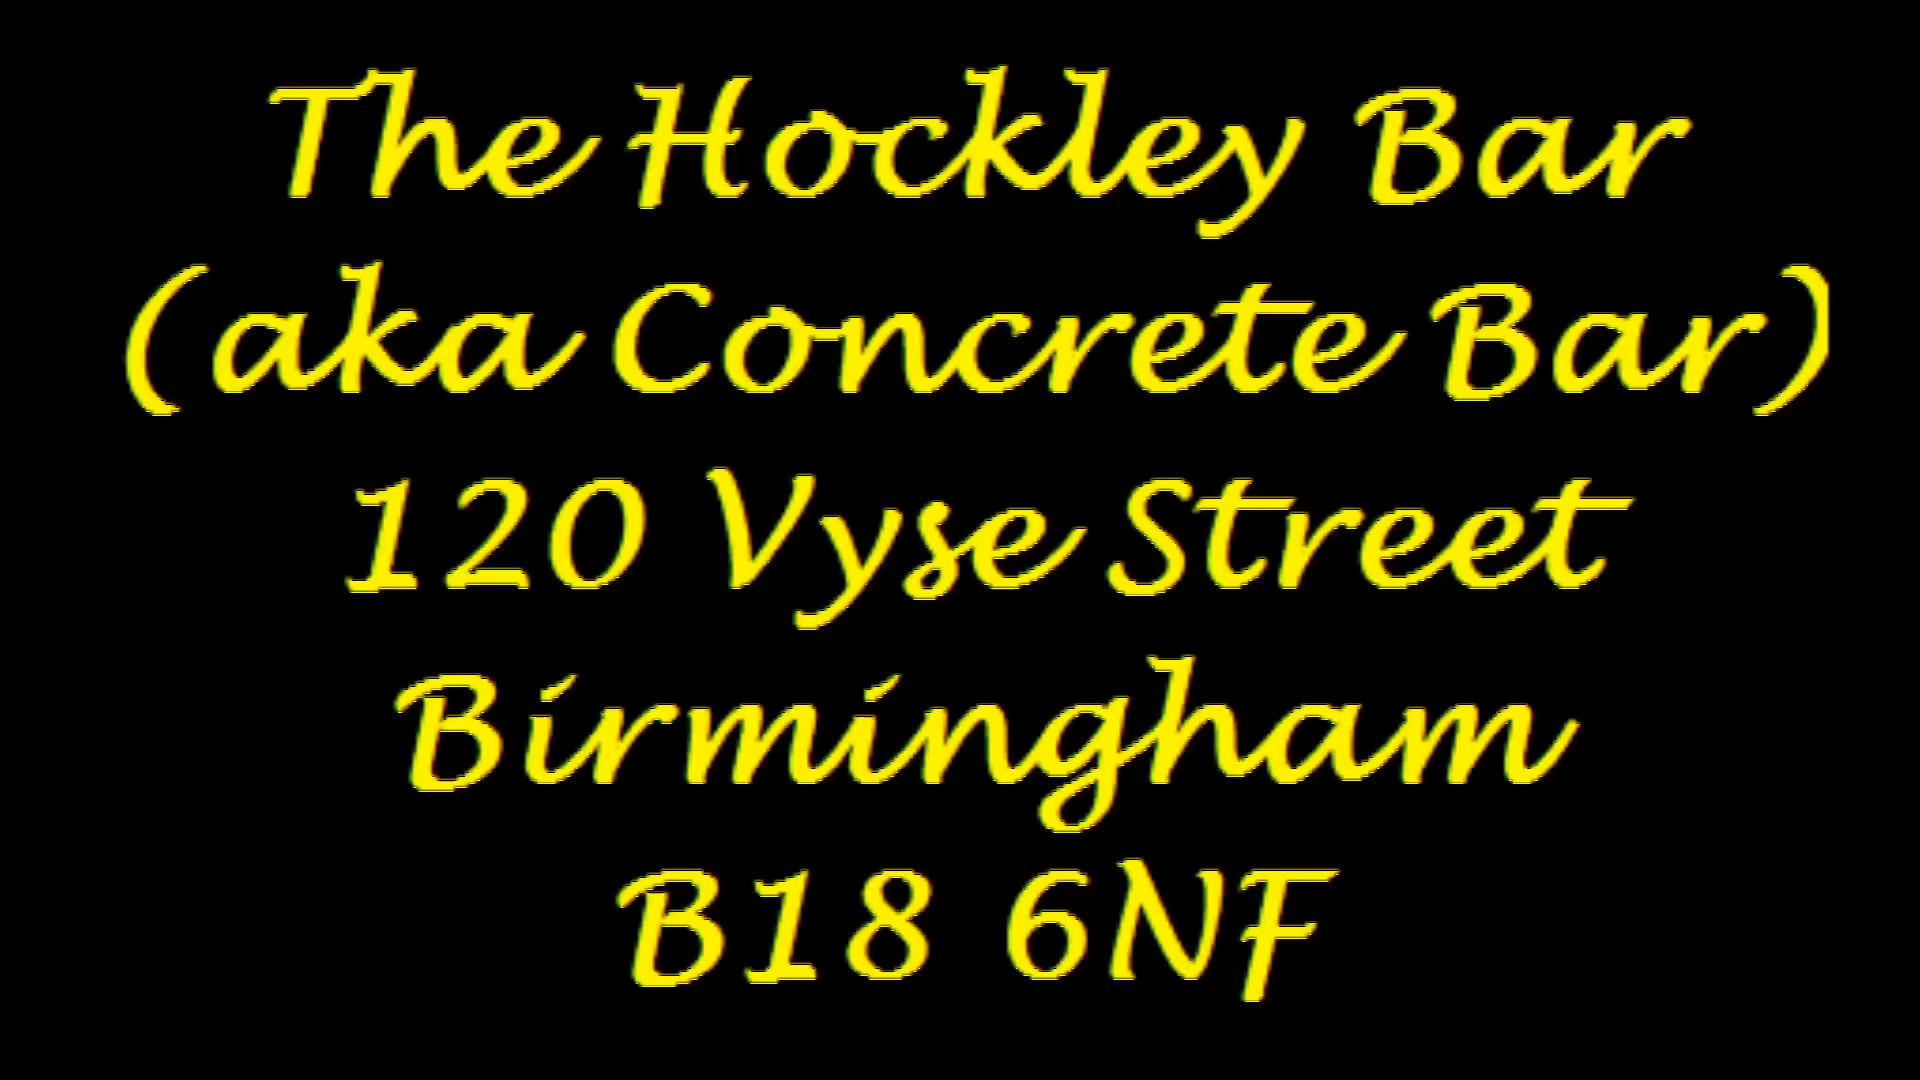 The Hockley Bar
(aka Concrete Bar)
120 Vyse Street
Birmingham
B18 6NF